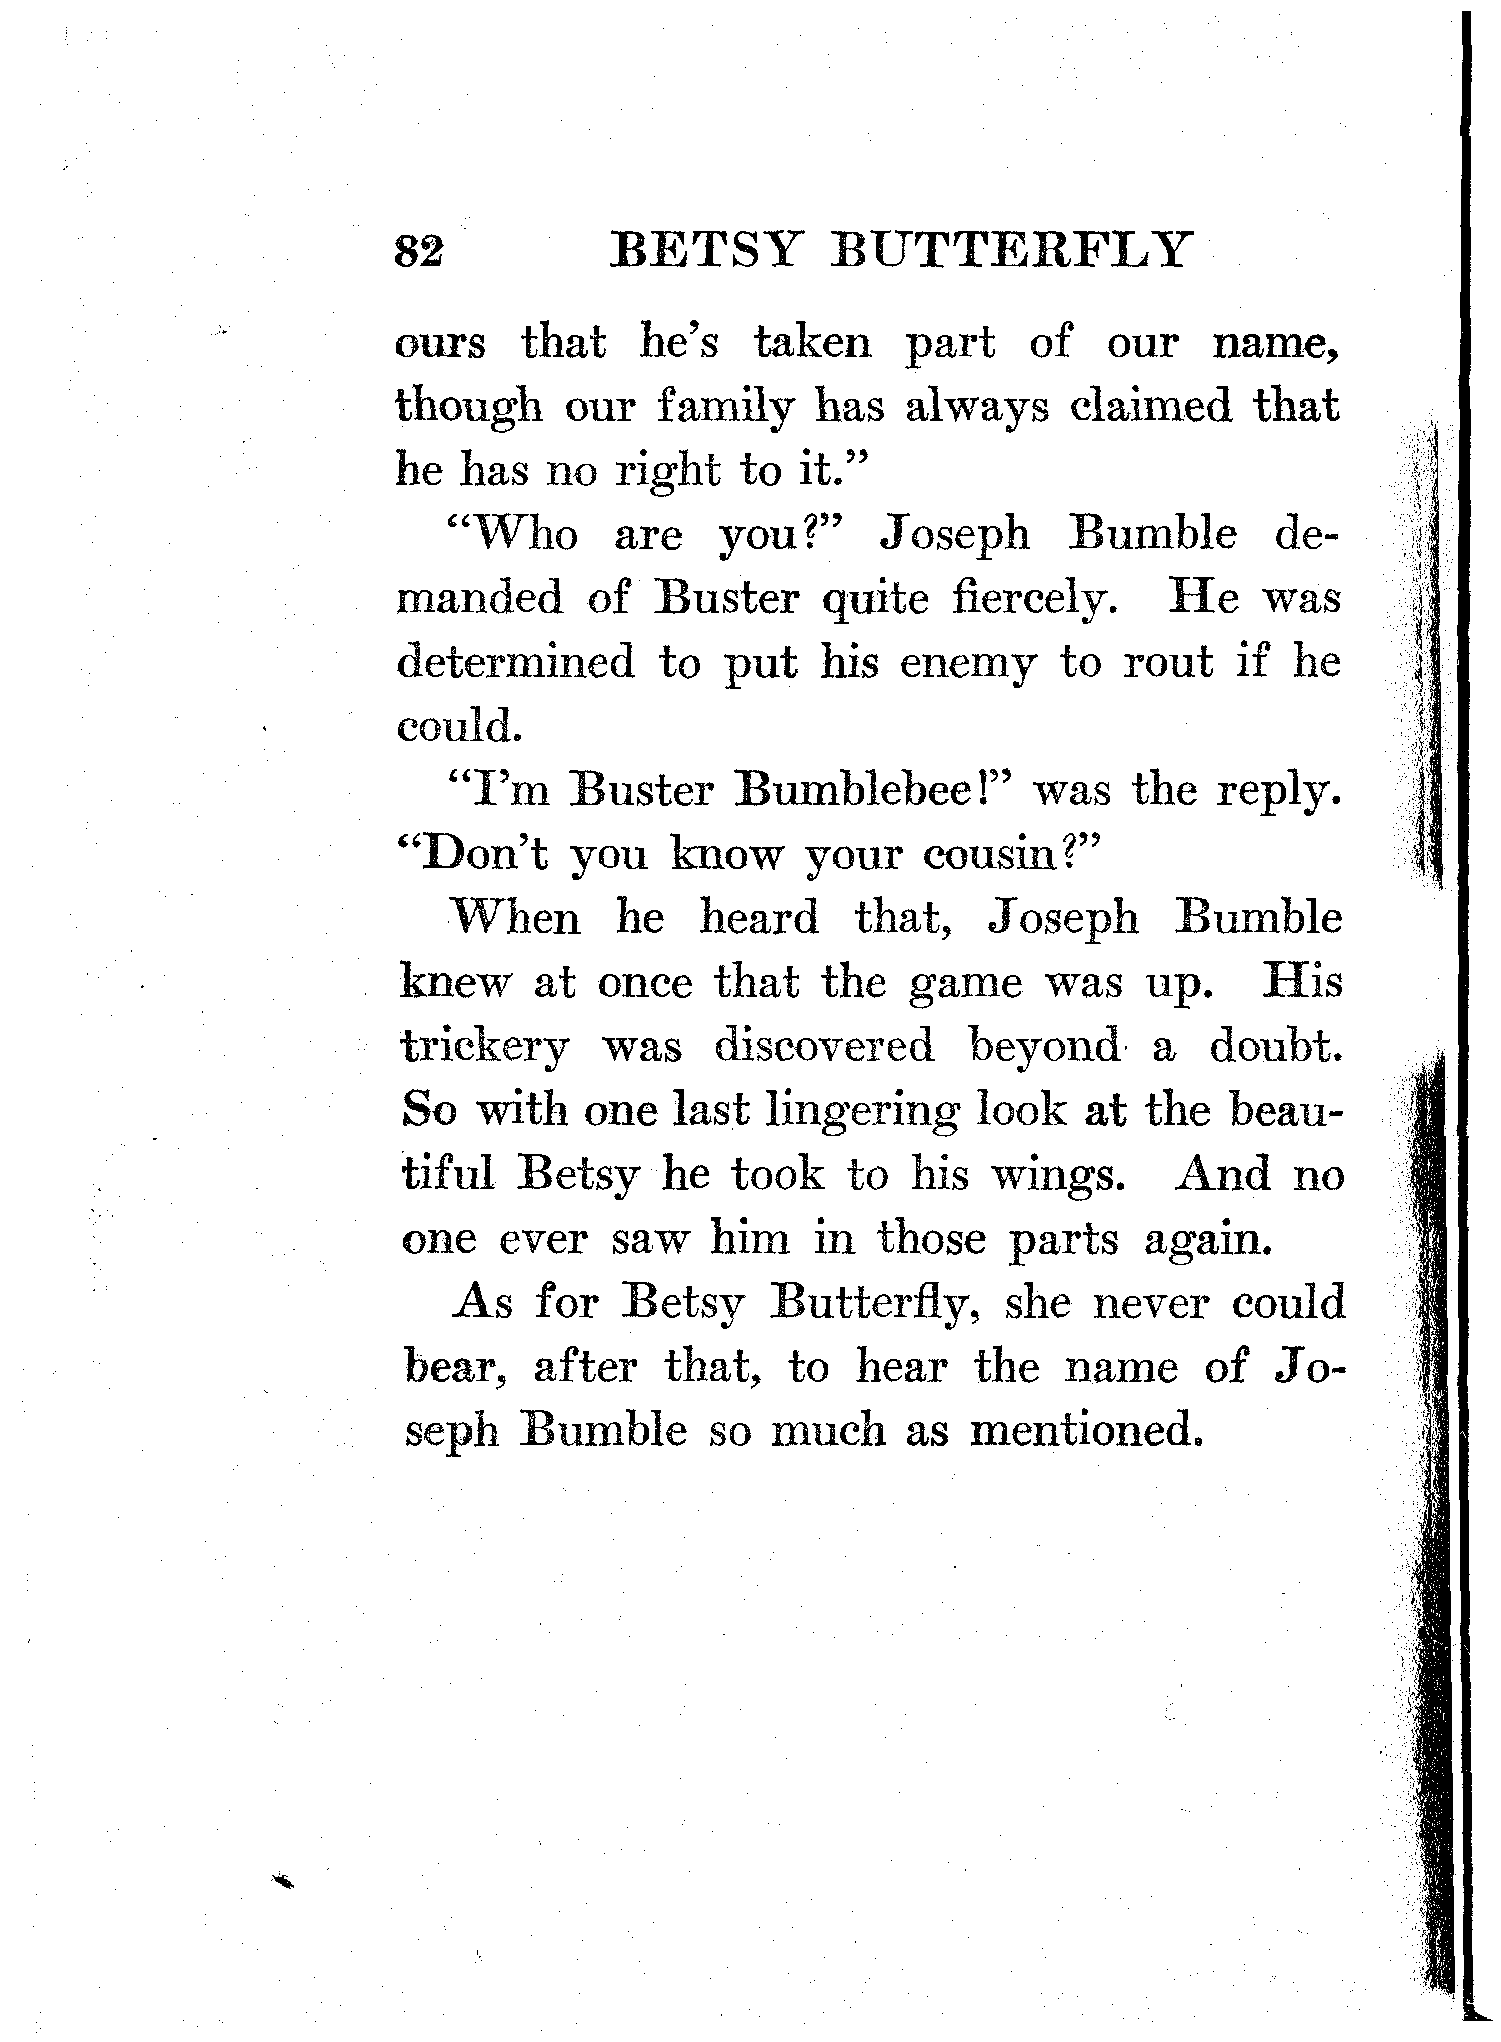 82 BETSY BUTTERFLY
ours that he's taken part of our name,
though our family has always claimed that
he has no right to it."
"Who are you?" Joseph Bumble de-
manded of Buster quite fiercely. He was
determined to put his enemy to rout if he
could.
"I'm Buster Bumblebee!" was the reply.
"Don't you know your cousin?"
When he heard that, Joseph Bumble
knew at once that the game was up. His
trickery was discovered beyond a doubt.
So with one last lingering look at the beau-
tiful Betsy he took to his wings. And no
one ever saw him in those parts again.
As for Betsy Butterfly, she never could
bear, after that, to hear the name of Jo-
seph Bumble so much as mentioned.